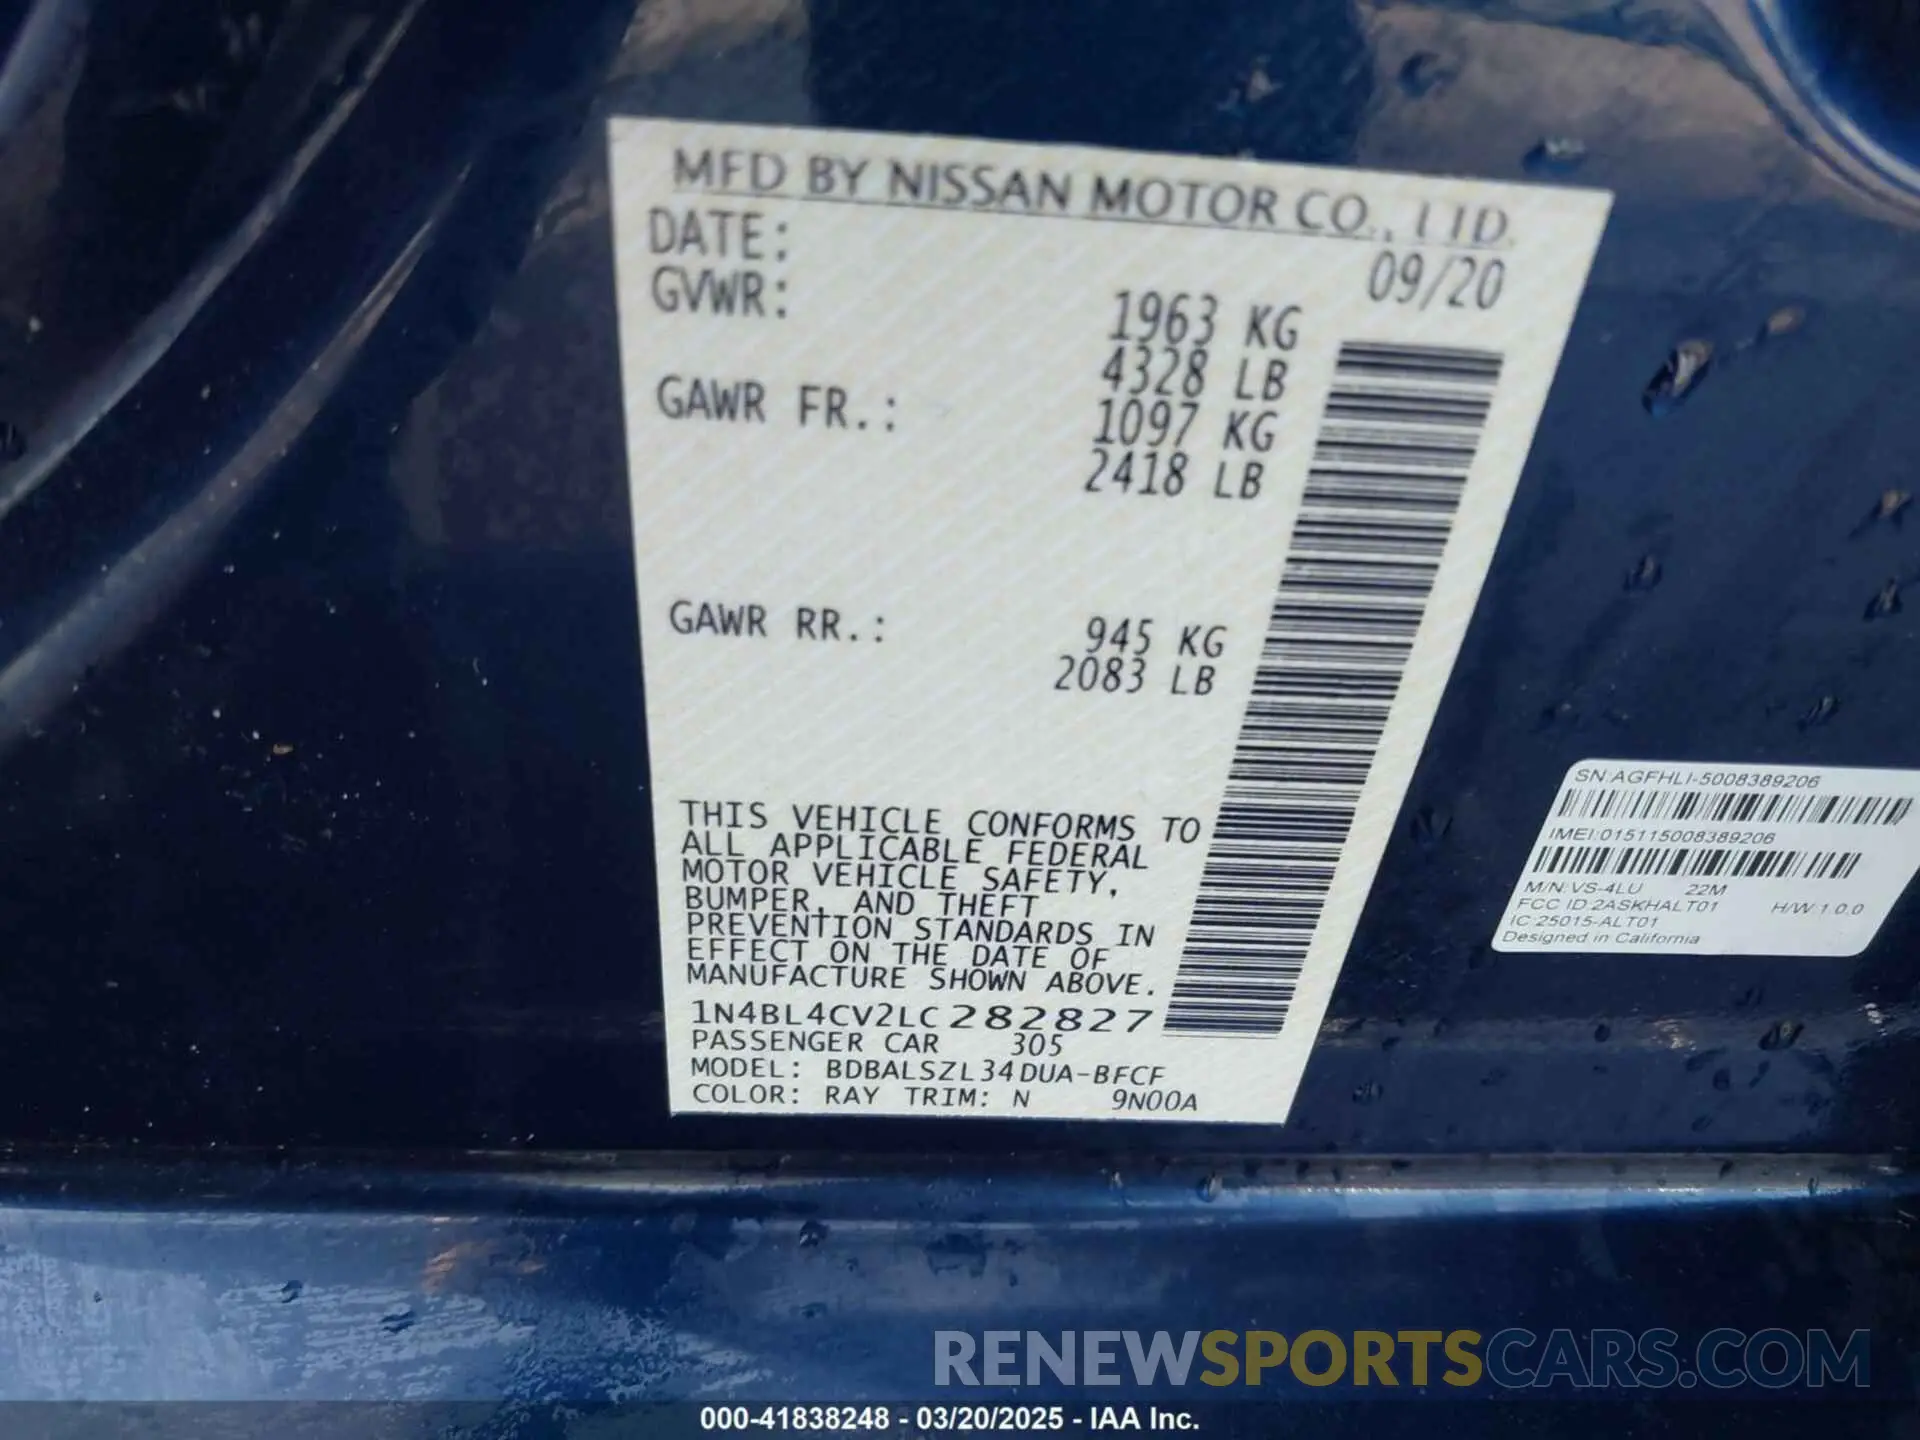 MFD BY NISSAN MOTOR CO., LTD.
DATE: 09/20
GVWR: 1963 KG
4328 LB
GAWR FR.: 1097 KG
2418 LB
GAWR RR.: 945 KG
2083 LB
THIS VEHICLE CONFORMS TO
ALL APPLICABLE FEDERAL
MOTOR VEHICLE SAFETY,
BUMPER, AND THEFT
PREVENTION STANDARDS IN
EFFECT ON THE DATE OF
MANUFACTURE SHOWN ABOVE.
1N4BL4CV2LC282827
PASSENGER CAR 305
MODEL: BDBALSZL34DUA-BFCF
COLOR: RAY TRIM: N 9N00A
SN:AGFHLI-5008389206
IMEI:015115008389206
M/N:VS-4LU 22M
FCC ID:2ASKHALT01 H/W:1.0.0
IC:25015-ALT01
Designed in California
RENEWSPORTSCARS.COM
000-41838248 - 03/20/2025 - IAA Inc.